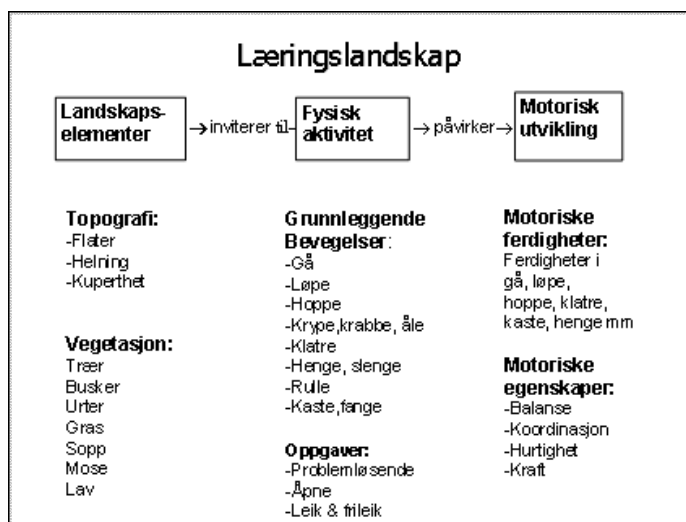 Læringslandskap
Landskaps-
elementer
→inviterer til-
Fysisk
aktivitet
→ påvirker→
Motorisk
utvikling
Topografi:
-Flater
-Helning
-Kuperthet
Vegetasjon:
Trær
Busker
Urter
Gras
Sopp
Mose
Lav
Grunnleggende
Bevegelser:
-Gå
-Løpe
-Hoppe
-Krype,krabbe, åle
-Klatre
-Henge, slenge
-Rulle
-Kaste,fange
Oppgaver:
-Problemløsende
-Åpne
-Leik & frileik
Motoriske
ferdigheter:
Ferdigheter i
gå, løpe,
hoppe, klatre,
kaste, henge mm
Motoriske
egenskaper:
-Balanse
-Koordinasjon
-Hurtighet
-Kraft